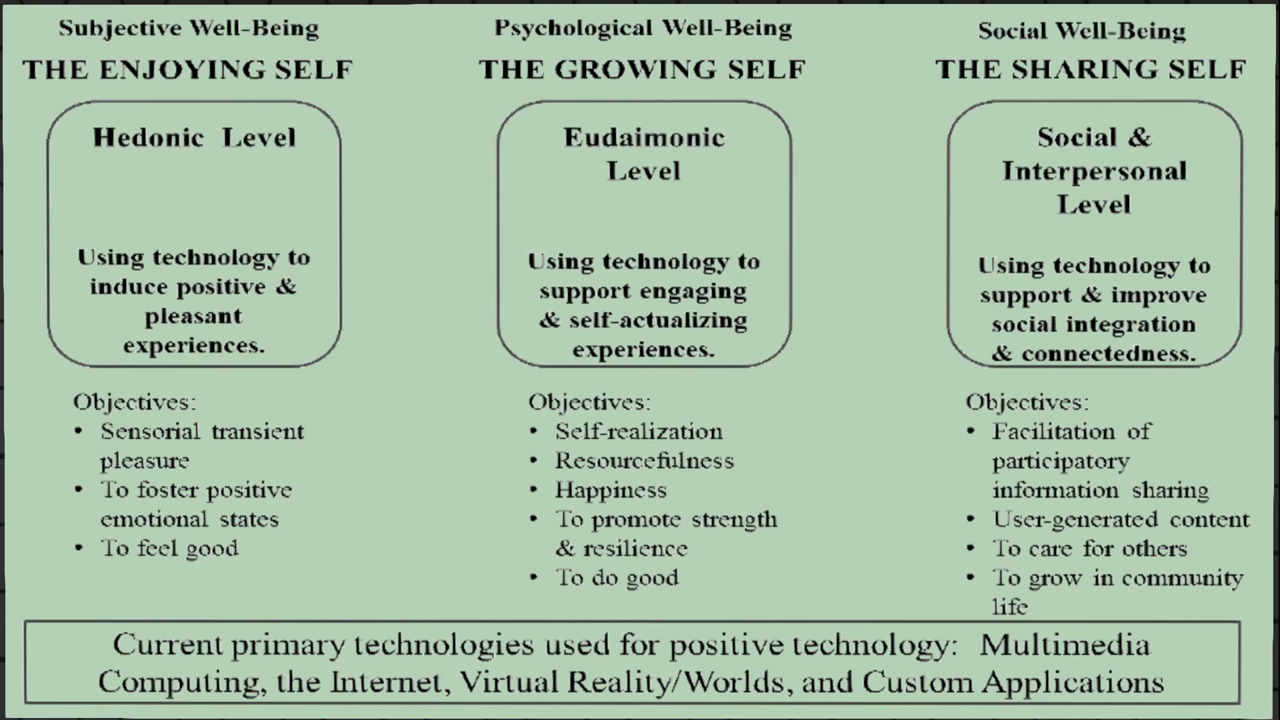 Subjective Well-Being
THE ENJOYING SELF
Hedonic Level
Using technology to
induce positive &
pleasant
experiences.
Objectives:
• Sensorial transient
pleasure
• To foster positive
emotional states
• To feel good
Psychological Well-Being
THE GROWING SELF
Eudaimonic
Level
Using technology to
support engaging
& self-actualizing
experiences.
Objectives:
• Self-realization
• Resourcefulness
• Happiness
• To promote strength
& resilience
• To do good
Social Well-Being
THE SHARING SELF
Social &
Interpersonal
Level
Using technology to
support & improve
social integration
& connectedness.
Objectives:
• Facilitation of
participatory
information sharing
• User-generated content
• To care for others
• To grow in community
life
Current primary technologies used for positive technology: Multimedia
Computing, the Internet, Virtual Reality/Worlds, and Custom Applications